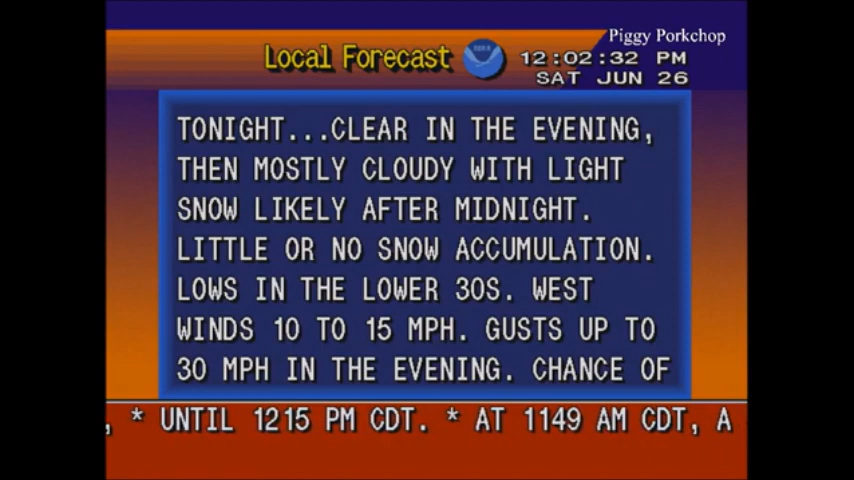 Piggy Porkchop
Local Forecast
NOAA
12:02:32 PM
SAT JUN 26
TONIGHT...CLEAR IN THE EVENING,
THEN MOSTLY CLOUDY WITH LIGHT
SNOW LIKELY AFTER MIDNIGHT.
LITTLE OR NO SNOW ACCUMULATION.
LOWS IN THE LOWER 30S. WEST
WINDS 10 TO 15 MPH. GUSTS UP TO
30 MPH IN THE EVENING. CHANCE OF
, * UNTIL 1215 PM CDT. * AT 1149 AM CDT, A